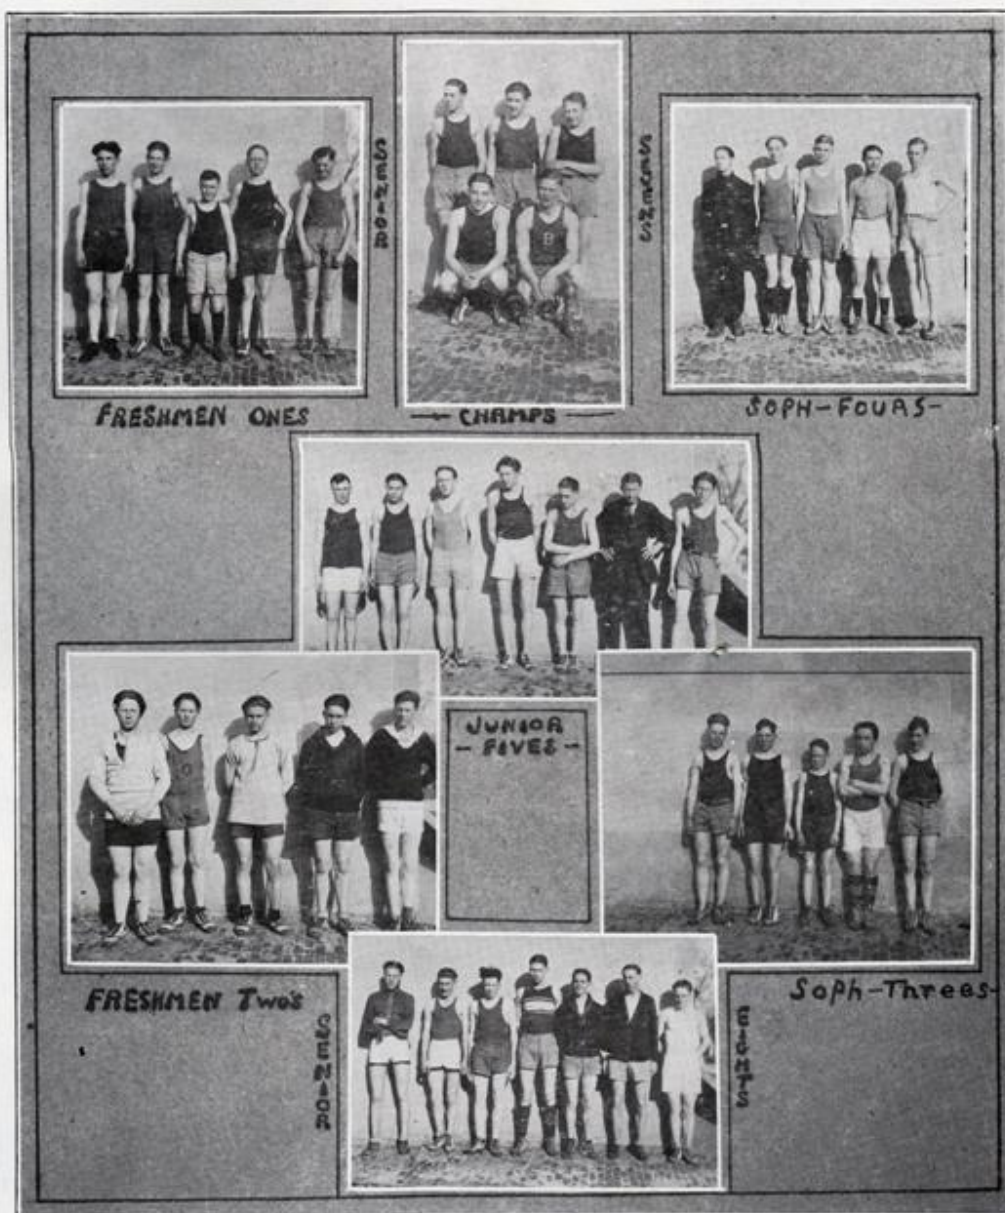 SENIOR
SEVENS
FRESHMEN ONES
CHAMPS
SOPH-FOURS-
B
JUNIOR
- FIVES -
O
FRESHMEN Two's
SOPH-Threes-
SENIOR
EIGHTS